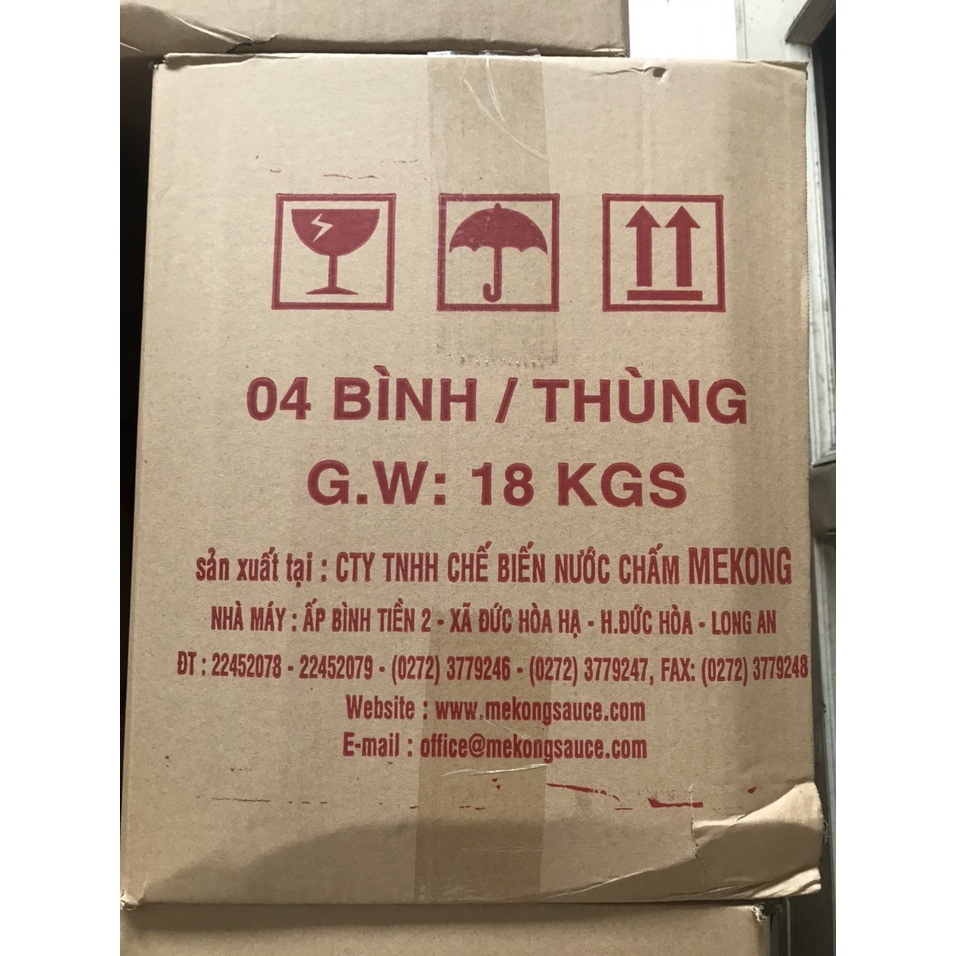 04 BÌNH / THÙNG
G.W: 18 KGS
sản xuất tại : CTY TNHH CHẾ BIẾN NƯỚC CHẤM MEKONG
NHÀ MÁY : ẤP BÌNH TIỀN 2 - XÃ ĐỨC HÒA HẠ - H.ĐỨC HÒA - LONG AN
ĐT : 22452078 - 22452079 - (0272) 3779246 - (0272) 3779247, FAX: (0272) 3779248
Website : www.mekongsauce.com
E-mail : office@mekongsauce.com